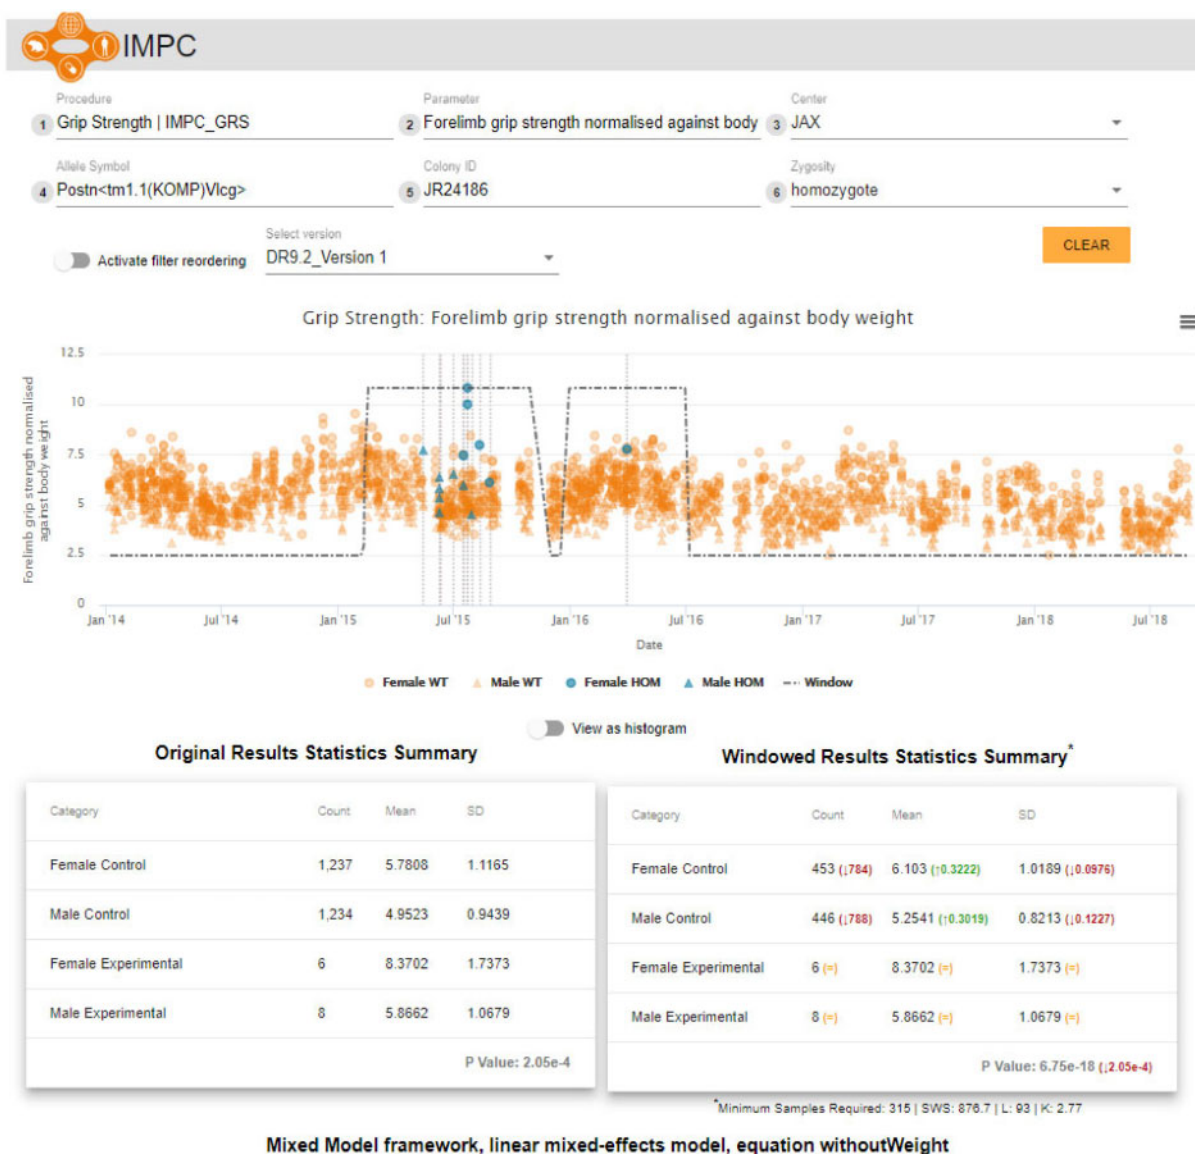 IMPC
Procedure Parameter Center
1 Grip Strength | IMPC_GRS 2 Forelimb grip strength normalised against body 3 JAX
Allele Symbol Colony ID Zygosity
4 Postn<tm1.1(KOMP)Vlcg> 5 JR24186 6 homozygote
Select version
Activate filter reordering DR9.2_Version 1 CLEAR
Grip Strength: Forelimb grip strength normalised against body weight
Forelimb grip strength normalised
against body weight
12.5
10
7.5
5
2.5
0
Jan '14 Jul '14 Jan '15 Jul '15 Jan '16 Jul '16 Jan '17 Jul '17 Jan '18 Jul '18
Date
Female WT Male WT Female HOM Male HOM Window
View as histogram
Original Results Statistics Summary
Category Count Mean SD
Female Control 1,237 5.7808 1.1165
Male Control 1,234 4.9523 0.9439
Female Experimental 6 8.3702 1.7373
Male Experimental 8 5.8662 1.0679
P Value: 2.05e-4
Windowed Results Statistics Summary*
Category Count Mean SD
Female Control 453 (↓784) 6.103 (↑0.3222) 1.0189 (↓0.0976)
Male Control 446 (↓788) 5.2541 (↑0.3019) 0.8213 (↓0.1227)
Female Experimental 6 (=) 8.3702 (=) 1.7373 (=)
Male Experimental 8 (=) 5.8662 (=) 1.0679 (=)
P Value: 6.75e-18 (↓2.05e-4)
*Minimum Samples Required: 315 | SWS: 876.7 | L: 93 | K: 2.77
Mixed Model framework, linear mixed-effects model, equation withoutWeight